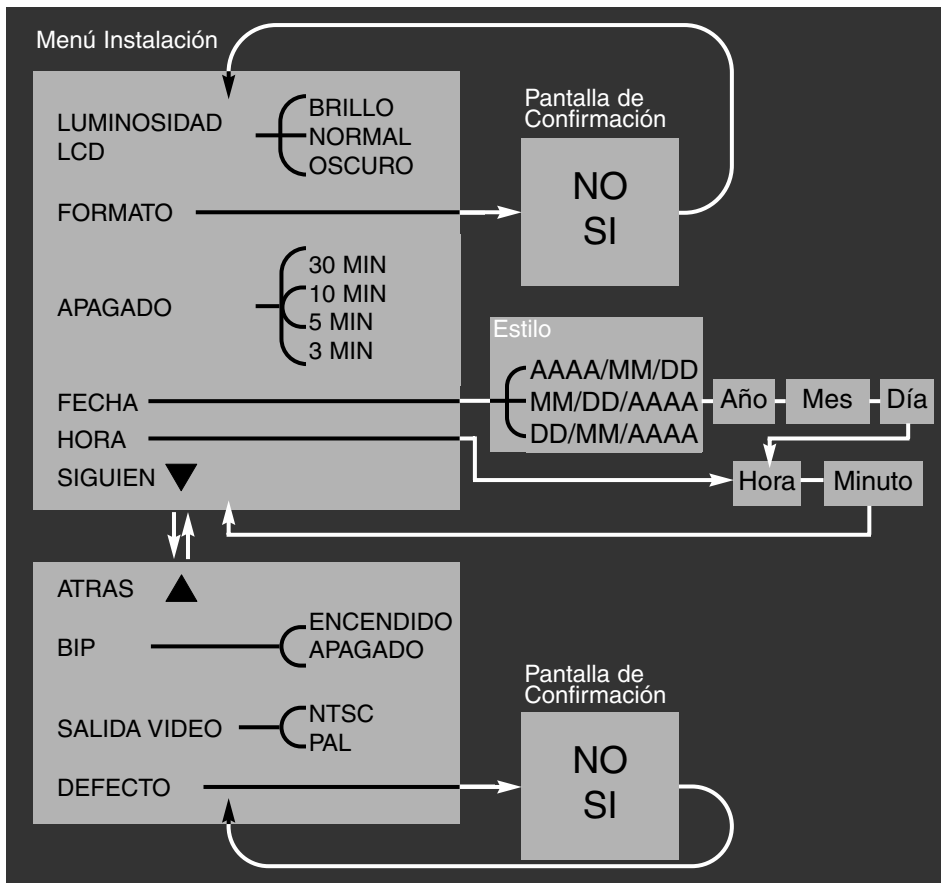 Menú Instalación
LUMINOSIDAD
LCD
BRILLO
NORMAL
OSCURO
Pantalla de
Confirmación
NO
SI
FORMATO
APAGADO
30 MIN
10 MIN
5 MIN
3 MIN
Estilo
AAAA/MM/DD
MM/DD/AAAA
DD/MM/AAAA
Año
Mes
Día
FECHA
HORA
Hora
Minuto
SIGUIEN
ATRAS
BIP
ENCENDIDO
APAGADO
SALIDA VIDEO
NTSC
PAL
Pantalla de
Confirmación
NO
SI
DEFECTO